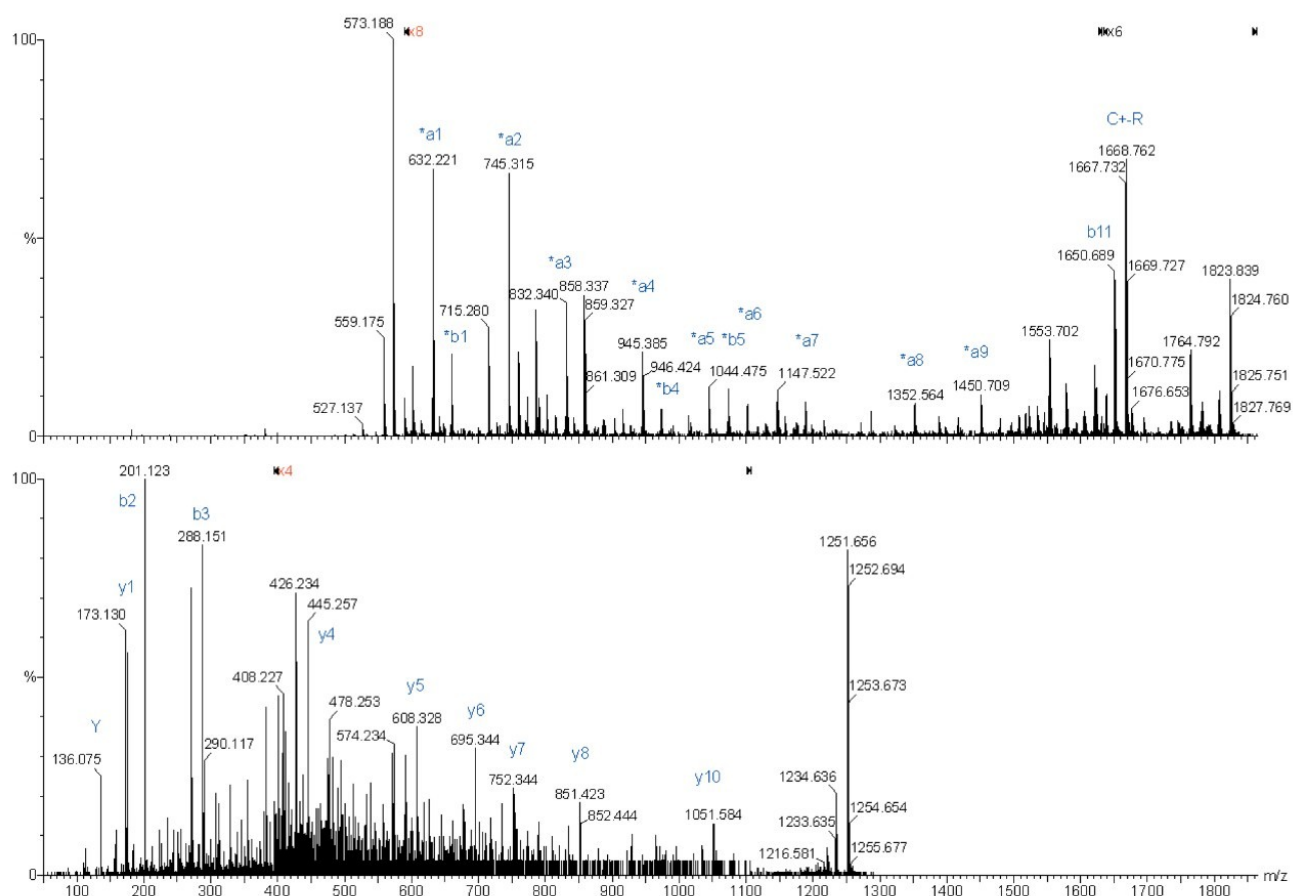 573.188
100
x8
x6
C+-R
*a1
*a2
1668.762
632.221
745.315
1667.732
%
b11
*a3
1650.689
858.337
*a4
1669.727
1823.839
559.175
715.280
832.340
859.327
*b1
*a6
1824.760
*a5
*b5
*a7
1553.702
1764.792
945.385
*a8
*a9
946.424
1670.775
861.309
*b4
1044.475
1147.522
1352.564
1450.709
1676.653
1825.751
527.137
1827.769
0
201.123
100
x4
b2
b3
288.151
1251.656
1252.694
y1
426.234
173.130
445.257
y4
%
408.227
y5
1253.673
478.253
608.328
y6
Y
574.234
695.344
y7
y8
136.075
290.117
752.344
y10
851.423
1234.636
1051.584
852.444
1254.654
1233.635
1216.581
1255.677
0
100 200 300 400 500 600 700 800 900 1000 1100 1200 1300 1400 1500 1600 1700 1800 m/z